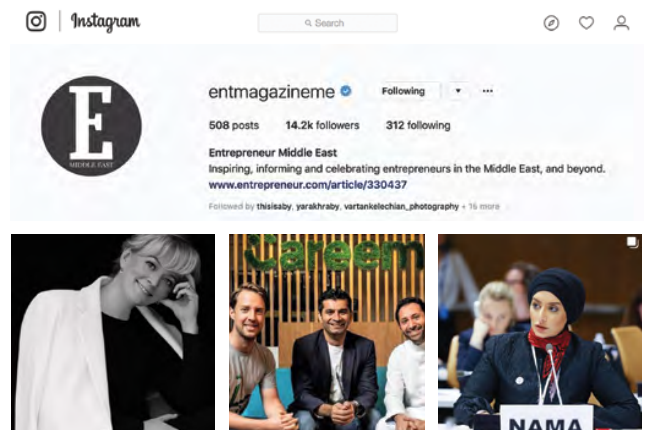 Instagram
Search
entmagazineme Following
508 posts 14.2k followers 312 following
Entrepreneur Middle East
Inspiring, informing and celebrating entrepreneurs in the Middle East, and beyond.
www.entrepreneur.com/article/330437
Followed by thisisaby, yarakhraby, vartankelechian_photography + 16 more
E
MIDDLE EAST
Careem
NAMA